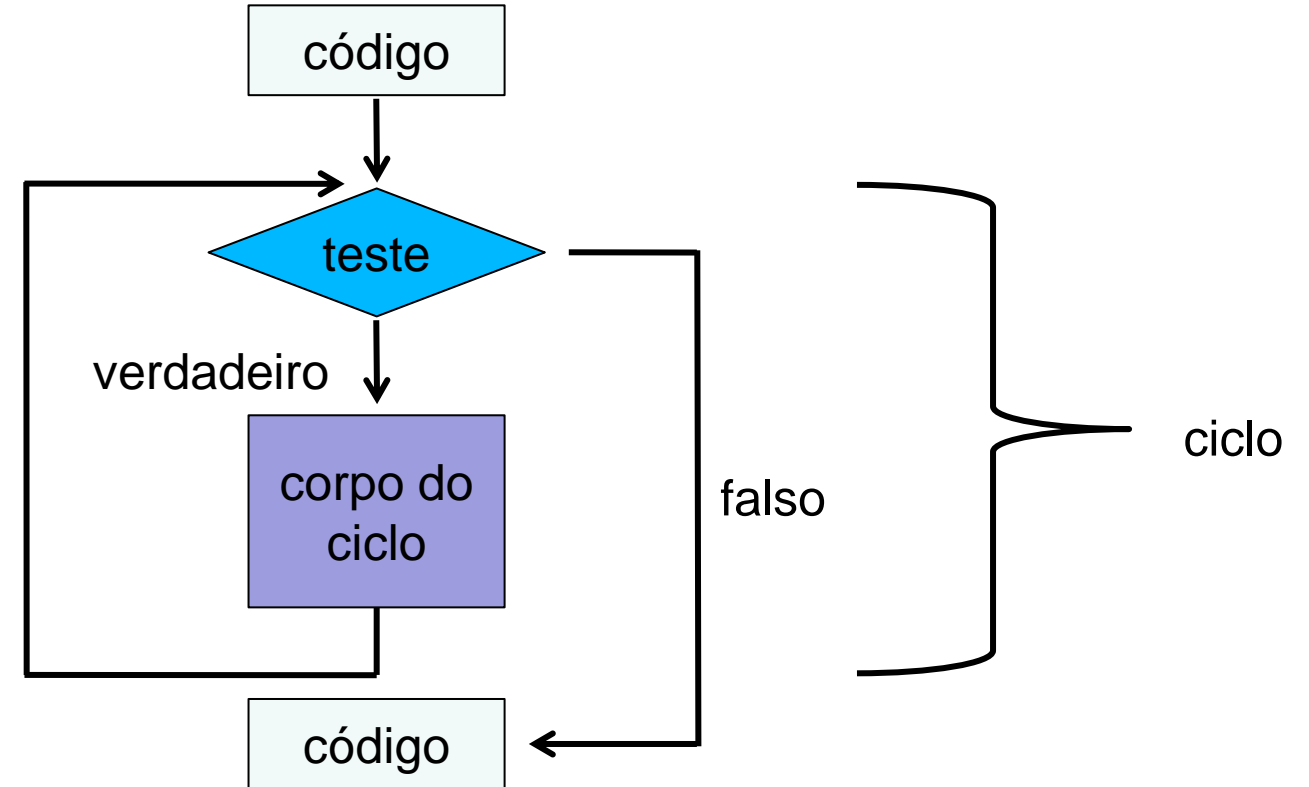 código
teste
verdadeiro
corpo do
ciclo
falso
ciclo
código